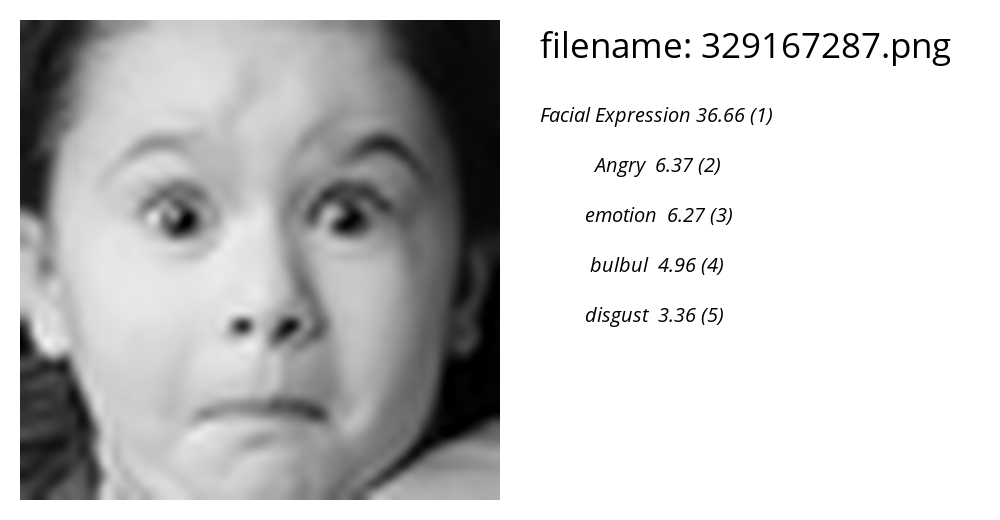 filename: 329167287.png
Facial Expression 36.66 (1)
Angry 6.37 (2)
emotion 6.27 (3)
bulbul 4.96 (4)
disgust 3.36 (5)